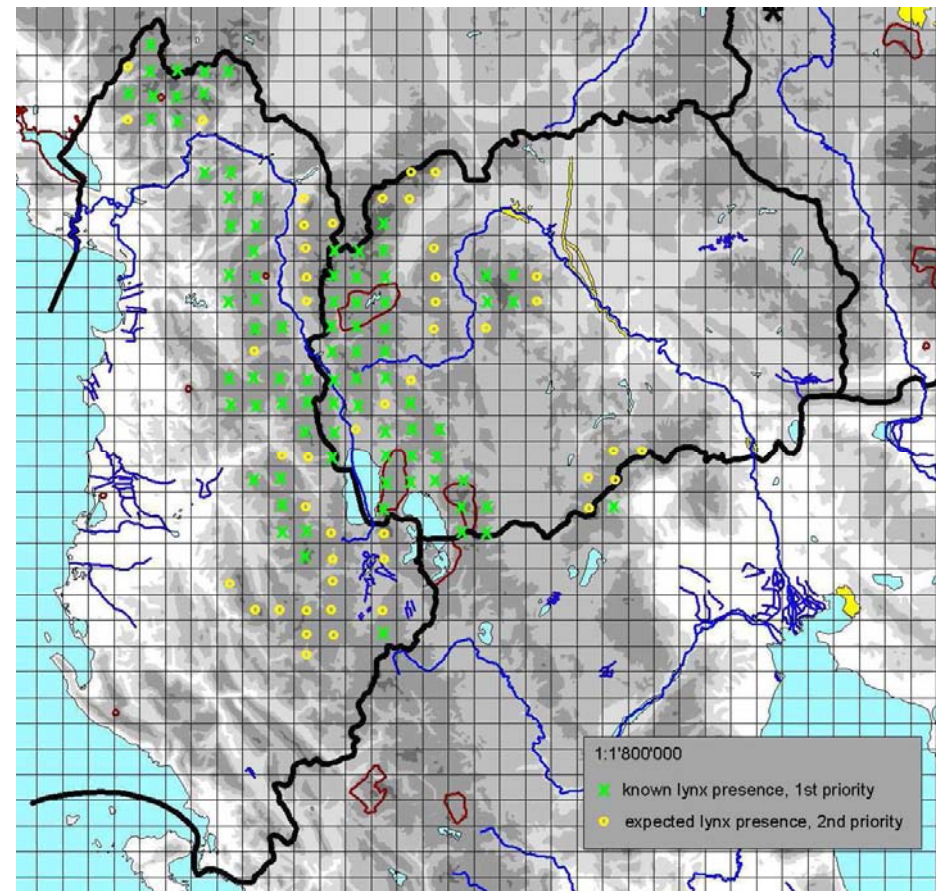 1:1'800'000
known lynx presence, 1st priority
expected lynx presence, 2nd priority